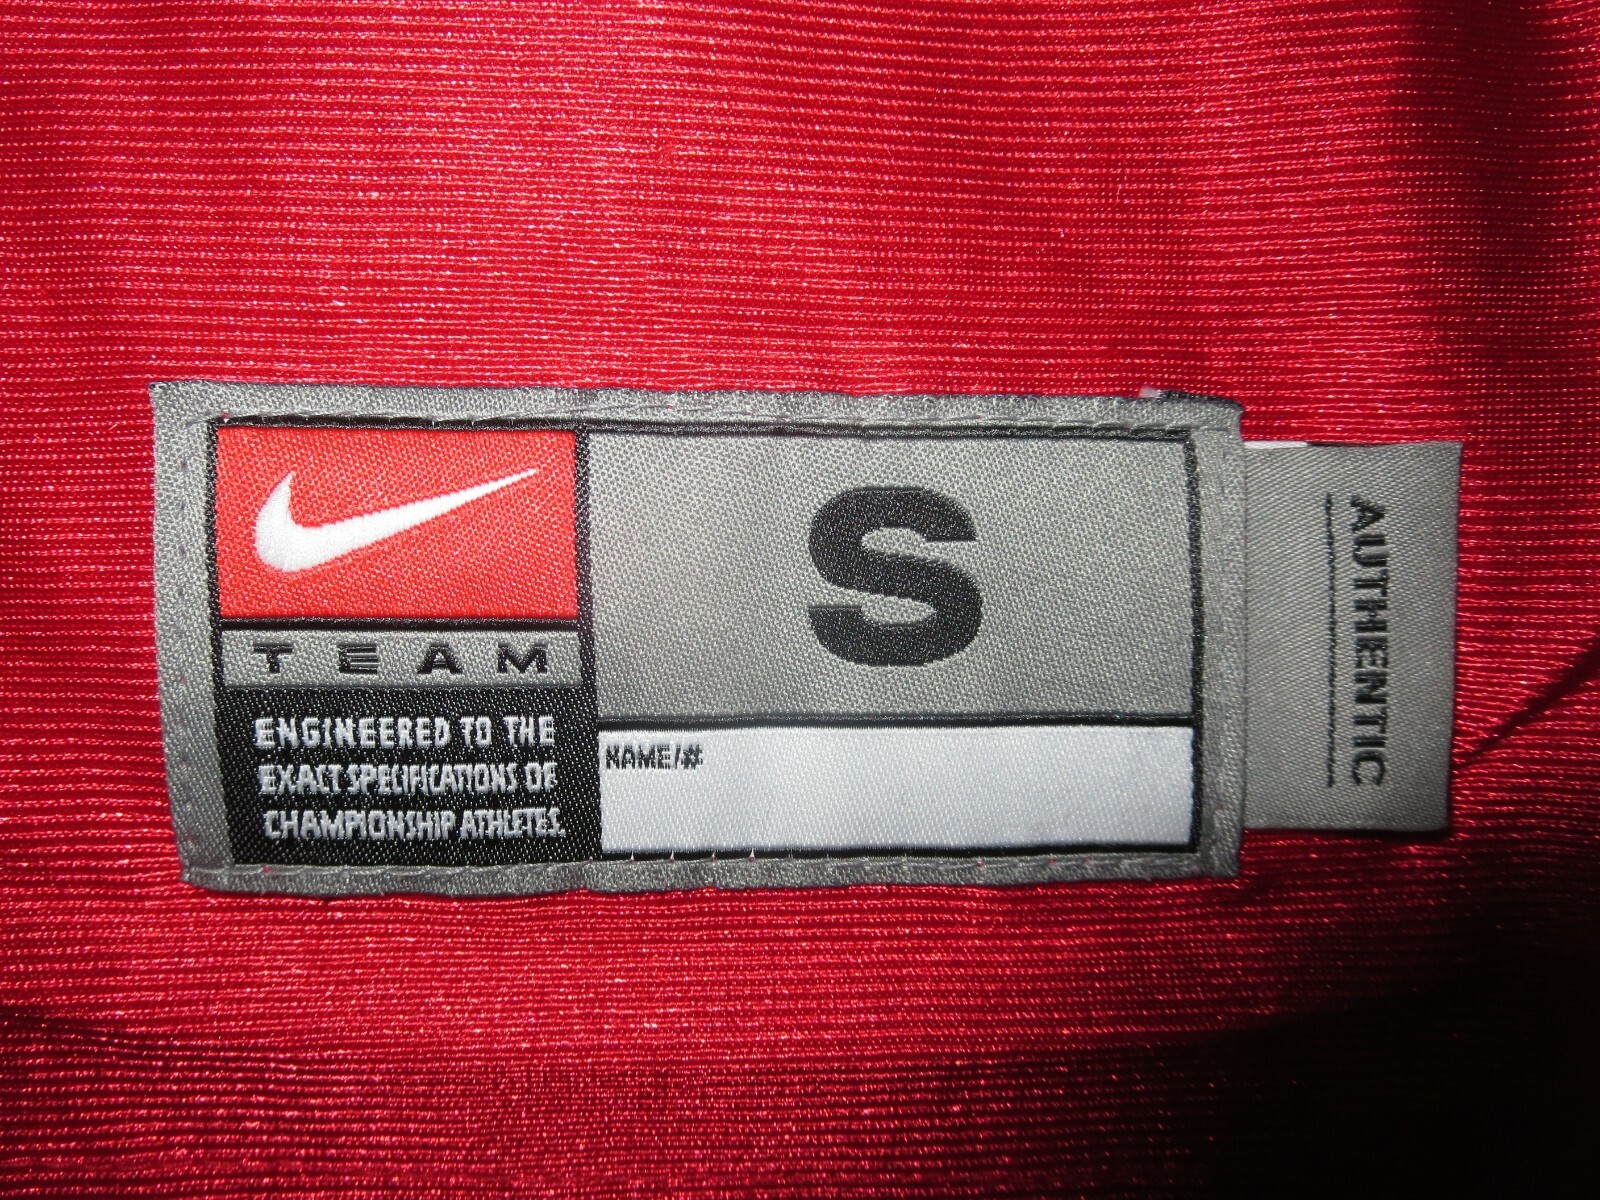 TEAM
ENGINEERED TO THE
EXACT SPECIFICATIONS OF
CHAMPIONSHIP ATHLETES.
S
NAME/#
AUTHENTIC